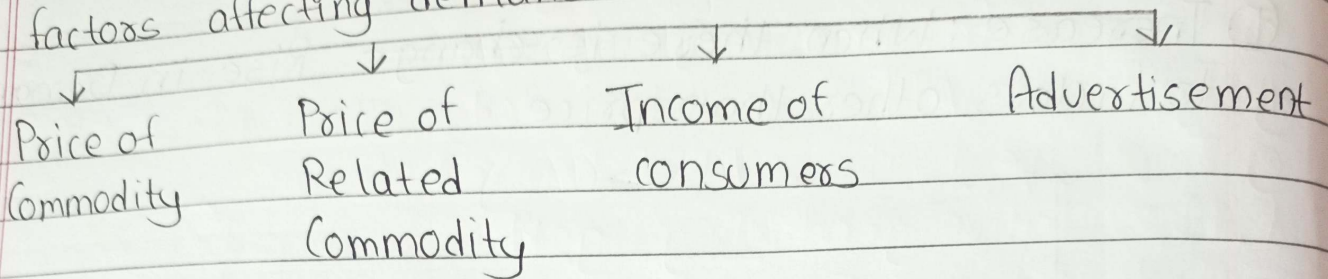 factors affecting
Price of
Commodity
Price of
Related
Commodity
Income of
consumers
Advertisement